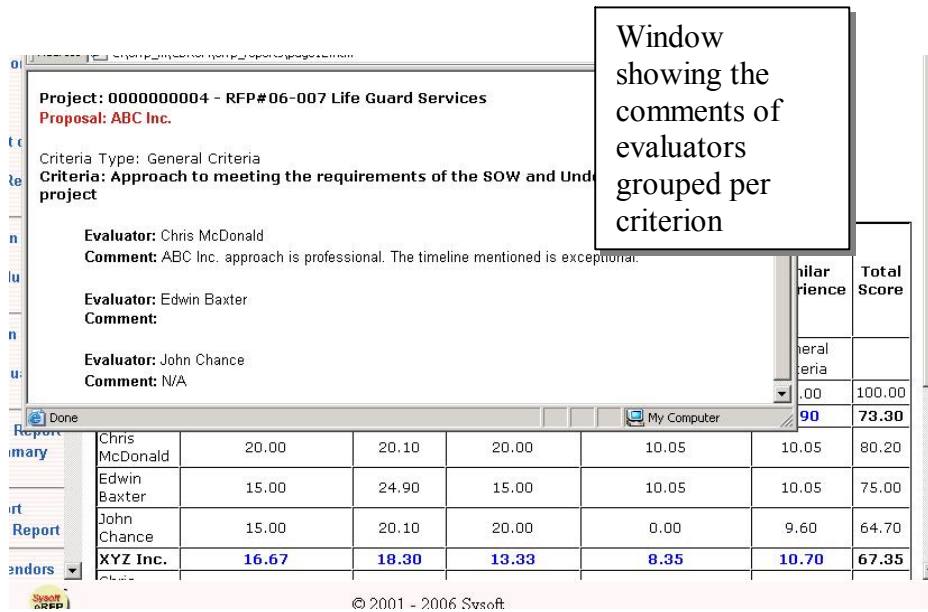 Window
showing the
comments of
evaluators
grouped per
criterion
Project: 0000000004 - RFP#06-007 Life Guard Services
Proposal: ABC Inc.
Criteria Type: General Criteria
Criteria: Approach to meeting the requirements of the SOW and
project
Evaluator: Chris McDonald
Comment: ABC Inc. approach is professional. The timeline mentioned is exceptional.
Evaluator: Edwin Baxter
Comment:
Evaluator: John Chance
Comment: N/A
Done My Computer
Total
Score
100.00
90 73.30
Chris
McDonald 20.00 20.10 20.00 10.05 10.05 80.20
Edwin
Baxter 15.00 24.90 15.00 10.05 10.05 75.00
John
Chance 15.00 20.10 20.00 0.00 9.60 64.70
XYZ Inc. 16.67 18.30 13.33 8.35 10.70 67.35
Report
Report
Sysoft
eRFP
© 2001 - 2006 Sysoft